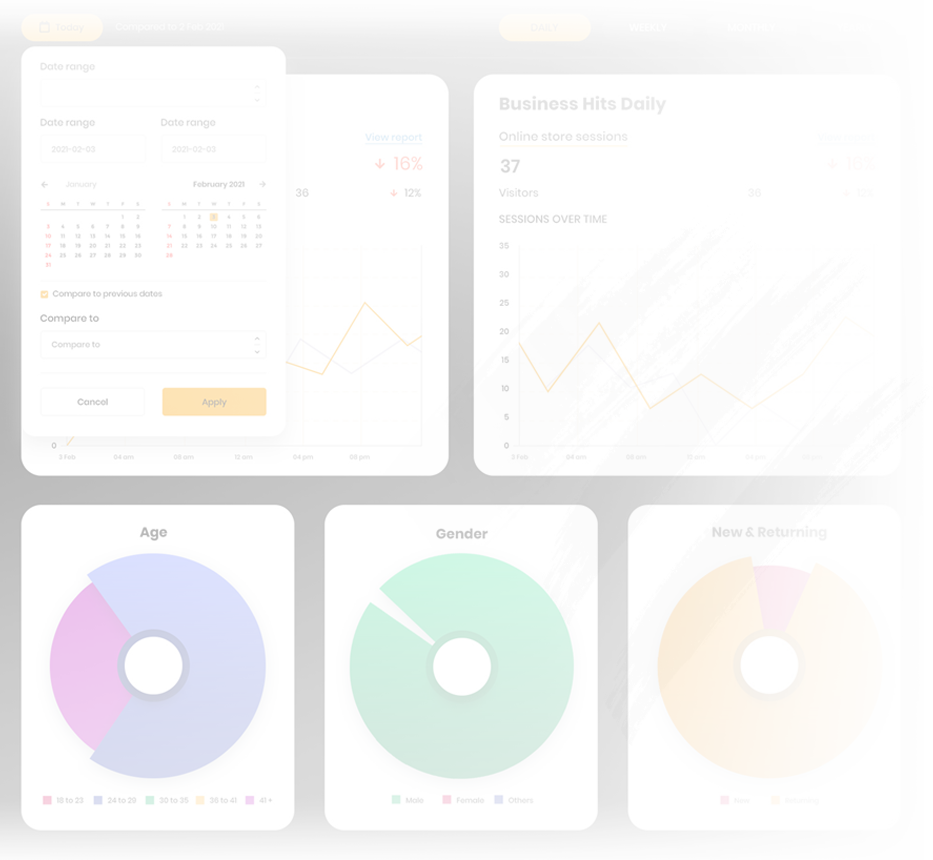 Today Compared to 2 Feb 202
DAILY WEEKLY MONTHLY
Date range
Date range Date range
2021-02-03 2021-02-03
January February 2021
S M T W T F S S M T W T F S
1 2 1 2 3 4 5 6
3 4 5 6 7 8 9 7 8 9 10 11 12 13
10 11 12 13 14 15 16 14 15 16 17 18 19 20
17 18 19 20 21 22 23 21 22 23 24 25 26 27
24 25 26 27 28 29 30 28
31
Compare to previous dates
Compare to
Compare to
Cancel Apply
View report
16%
36 12%
0
2 Feb 04 am 08 am 12 am 04 pm 08 pm
Business Hits Daily
Online store sessions
37 16%
Visitors 36 12%
SESSIONS OVER TIME
35
30
25
20
15
10
5
0
2 Feb 04 am 08 am 12 am 04 pm 08 pm
Age
18 to 23 24 to 29 30 to 35 36 to 41 41 +
Gender
Male Female Others
New & Returning
New Returning